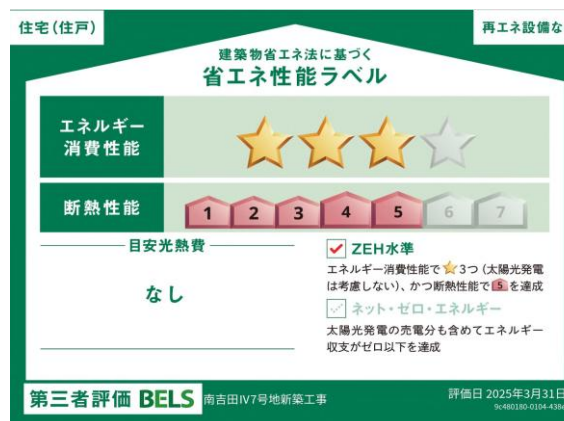 住宅(住戸)
再エネ設備な
建築物省エネ法に基づく
省エネ性能ラベル
エネルギー
消費性能
断熱性能
1 2 3 4 5 6 7
目安光熱費
なし
ZEH水準
エネルギー消費性能で⭐3つ(太陽光発電
は考慮しない)、かつ断熱性能で5を達成
ネット・ゼロ・エネルギー
太陽光発電の売電分も含めてエネルギー
収支がゼロ以下を達成
第三者評価 BELS
南吉田Ⅳ7号地新築工事
評価日 2025年3月31日
9c480180-0104-438